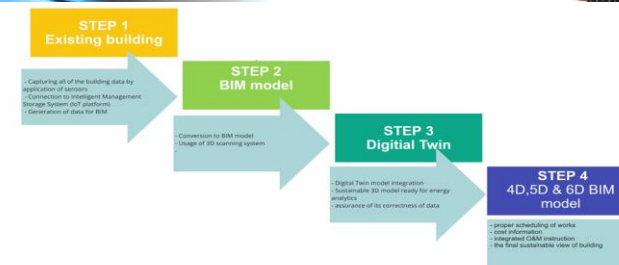 STEP 1
Existing building
- Capturing all of the building data by
application of sensors
- Connection to Intelligent Management
Storage System (IoT platform)
- Generation of data for BIM
STEP 2
BIM model
- Conversion to BIM model
- Usage of 3D scanning system
-
STEP 3
Digitial Twin
- Digital Twin model integration
- Sustainable 3D model ready for energy
analytics
- assurance of its correctness of data
STEP 4
4D,5D & 6D BIM
model
- proper scheduling of works
- cost information
- integrated O&M instruction
- the final sustainable view of building